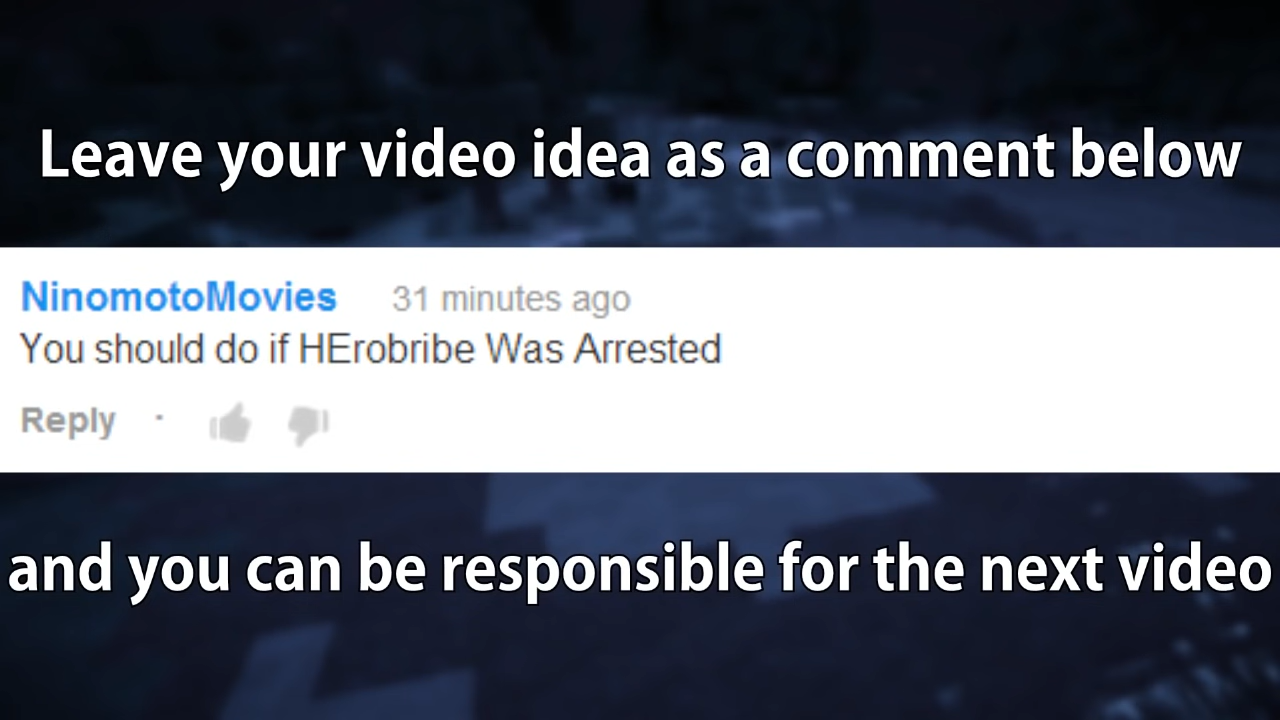 Leave your video idea as a comment below
NinomotoMovies 31 minutes ago
You should do if HErobribe Was Arrested
Reply ·
and you can be responsible for the next video